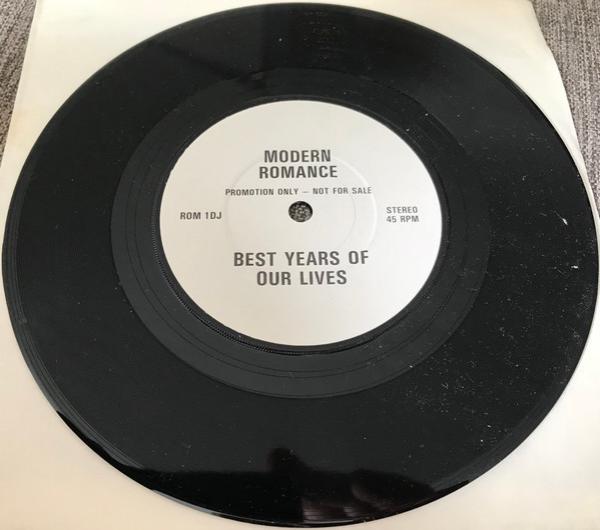 MODERN
ROMANCE
PROMOTION ONLY – NOT FOR SALE
ROM 1DJ
STEREO
45 RPM
BEST YEARS OF
OUR LIVES